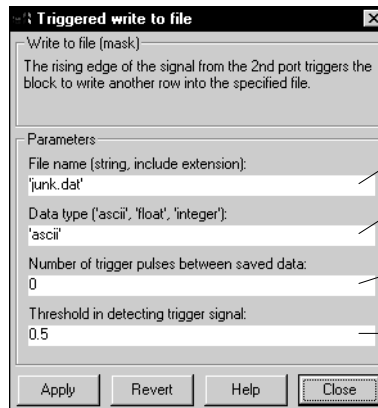 Triggered write to file
Write to file (mask)
The rising edge of the signal from the 2nd port triggers the
block to write another row into the specified file.
Parameters
File name (string, include extension):
'junk.dat'
Data type ('ascii', 'float', 'integer'):
'ascii'
Number of trigger pulses between saved data:
0
Threshold in detecting trigger signal:
0.5
Apply Revert Help Close